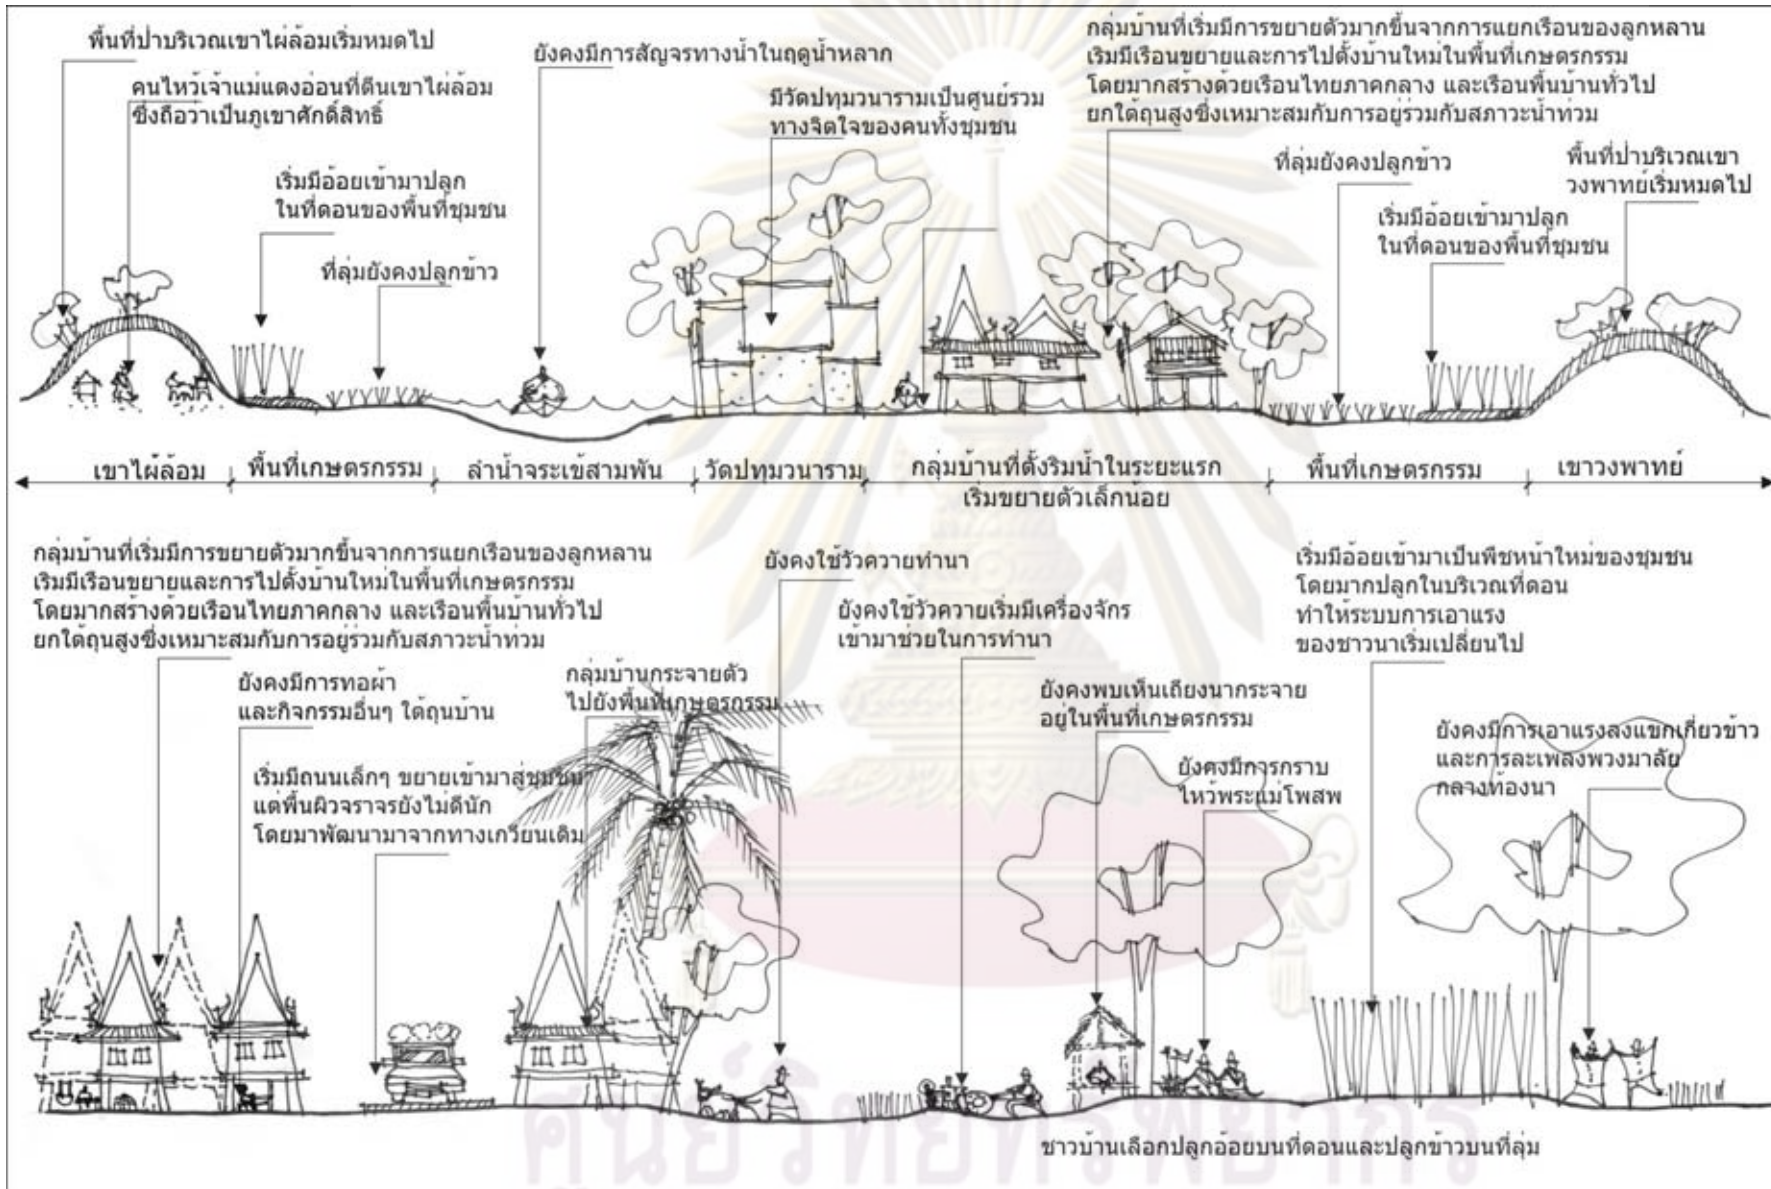 พื้นที่ป่าบริเวณเขาไผ่ล้อมเริ่มหมดไป
คนไหว้เจ้าแม่แตงอ่อนที่ตีนเขาไผ่ล้อม
ซึ่งถือว่าเป็นภูเขาศักดิ์สิทธิ์
เริ่มมีอ้อยเข้ามาปลูก
ในที่ดอนของพื้นที่ชุมชน
ที่ลุ่มยังคงปลูกข้าว
ยังคงมีการสัญจรทางน้ำในฤดูน้ำหลาก
มีวัดปทุมวนารามเป็นศูนย์รวม
ทางจิตใจของคนทั้งชุมชน
กลุ่มบ้านที่เริ่มมีการขยายตัวมากขึ้นจากการแยกเรือนของลูกหลาน
เริ่มมีเรือนขยายและการไปตั้งบ้านใหม่ในพื้นที่เกษตรกรรม
โดยมากสร้างด้วยเรือนไทยภาคกลาง และเรือนพื้นบ้านทั่วไป
ยกใต้ถุนสูงซึ่งเหมาะสมกับการอยู่ร่วมกับสภาวะน้ำท่วม
ที่ลุ่มยังคงปลูกข้าว
เริ่มมีอ้อยเข้ามาปลูก
ในที่ดอนของพื้นที่ชุมชน
พื้นที่ป่าบริเวณเขา
วงพาทย์เริ่มหมดไป
เขาไผ่ล้อม
พื้นที่เกษตรกรรม
ลำน้ำจระเข้สามพัน
วัดปทุมวนาราม
กลุ่มบ้านที่ตั้งริมน้ำในระยะแรก
เริ่มขยายตัวเล็กน้อย
พื้นที่เกษตรกรรม
เขาวงพาทย์
กลุ่มบ้านที่เริ่มมีการขยายตัวมากขึ้นจากการแยกเรือนของลูกหลาน
เริ่มมีเรือนขยายและการไปตั้งบ้านใหม่ในพื้นที่เกษตรกรรม
โดยมากสร้างด้วยเรือนไทยภาคกลาง และเรือนพื้นบ้านทั่วไป
ยกใต้ถุนสูงซึ่งเหมาะสมกับการอยู่ร่วมกับสภาวะน้ำท่วม
ยังคงมีการทอผ้า
และกิจกรรมอื่นๆ ใต้ถุนบ้าน
เริ่มมีถนนเล็กๆ ขยายเข้ามาสู่ชุมชน
แต่พื้นผิวจราจรยังไม่ดีนัก
โดยมาพัฒนามาจากทางเกวียนเดิม
กลุ่มบ้านกระจายตัว
ไปยังพื้นที่เกษตรกรรม
ยังคงใช้วัวควายทำนา
ยังคงใช้วัวควายเริ่มมีเครื่องจักร
เข้ามาช่วยในการทำนา
ยังคงพบเห็นเถียงนากระจาย
อยู่ในพื้นที่เกษตรกรรม
ยังคงมีการกราบ
ไหว้พระแม่โพสพ
เริ่มมีอ้อยเข้ามาเป็นพืชหน้าใหม่ของชุมชน
โดยมากปลูกในบริเวณที่ดอน
ทำให้ระบบการเอาแรง
ของชาวนาเริ่มเปลี่ยนไป
ยังคงมีการเอาแรงลงแขกเกี่ยวข้าว
และการละเพลงพวงมาลัย
กลางท้องนา
ชาวบ้านเลือกปลูกอ้อยบนที่ดอนและปลูกข้าวบนที่ลุ่ม
ศูนย์วิทยทรัพยากร